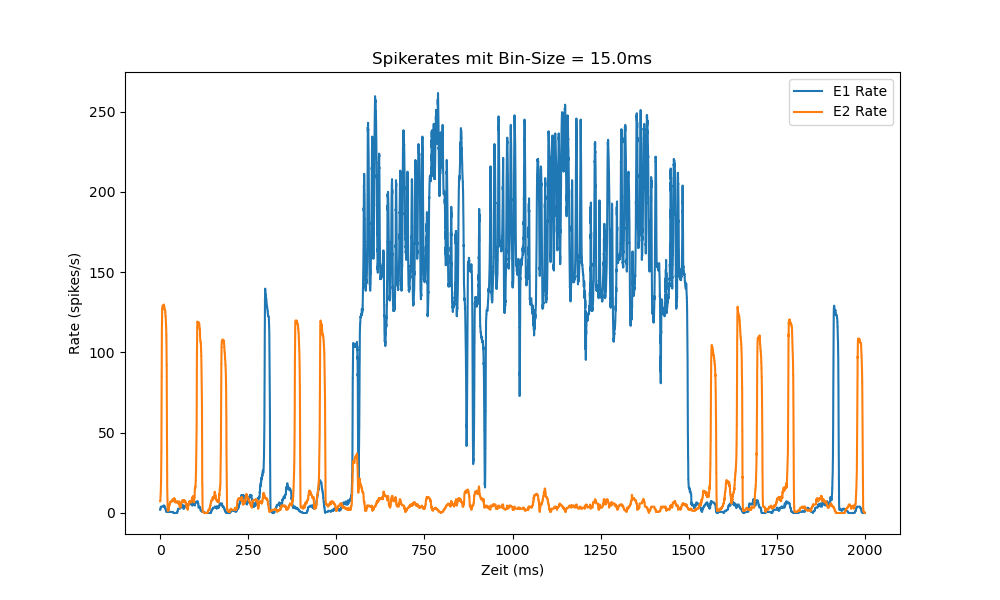 Spikerates mit Bin-Size = 15.0ms
E1 Rate
E2 Rate
Rate (spikes/s)
250
200
150
100
50
0
0 250 500 750 1000 1250 1500 1750 2000
Zeit (ms)